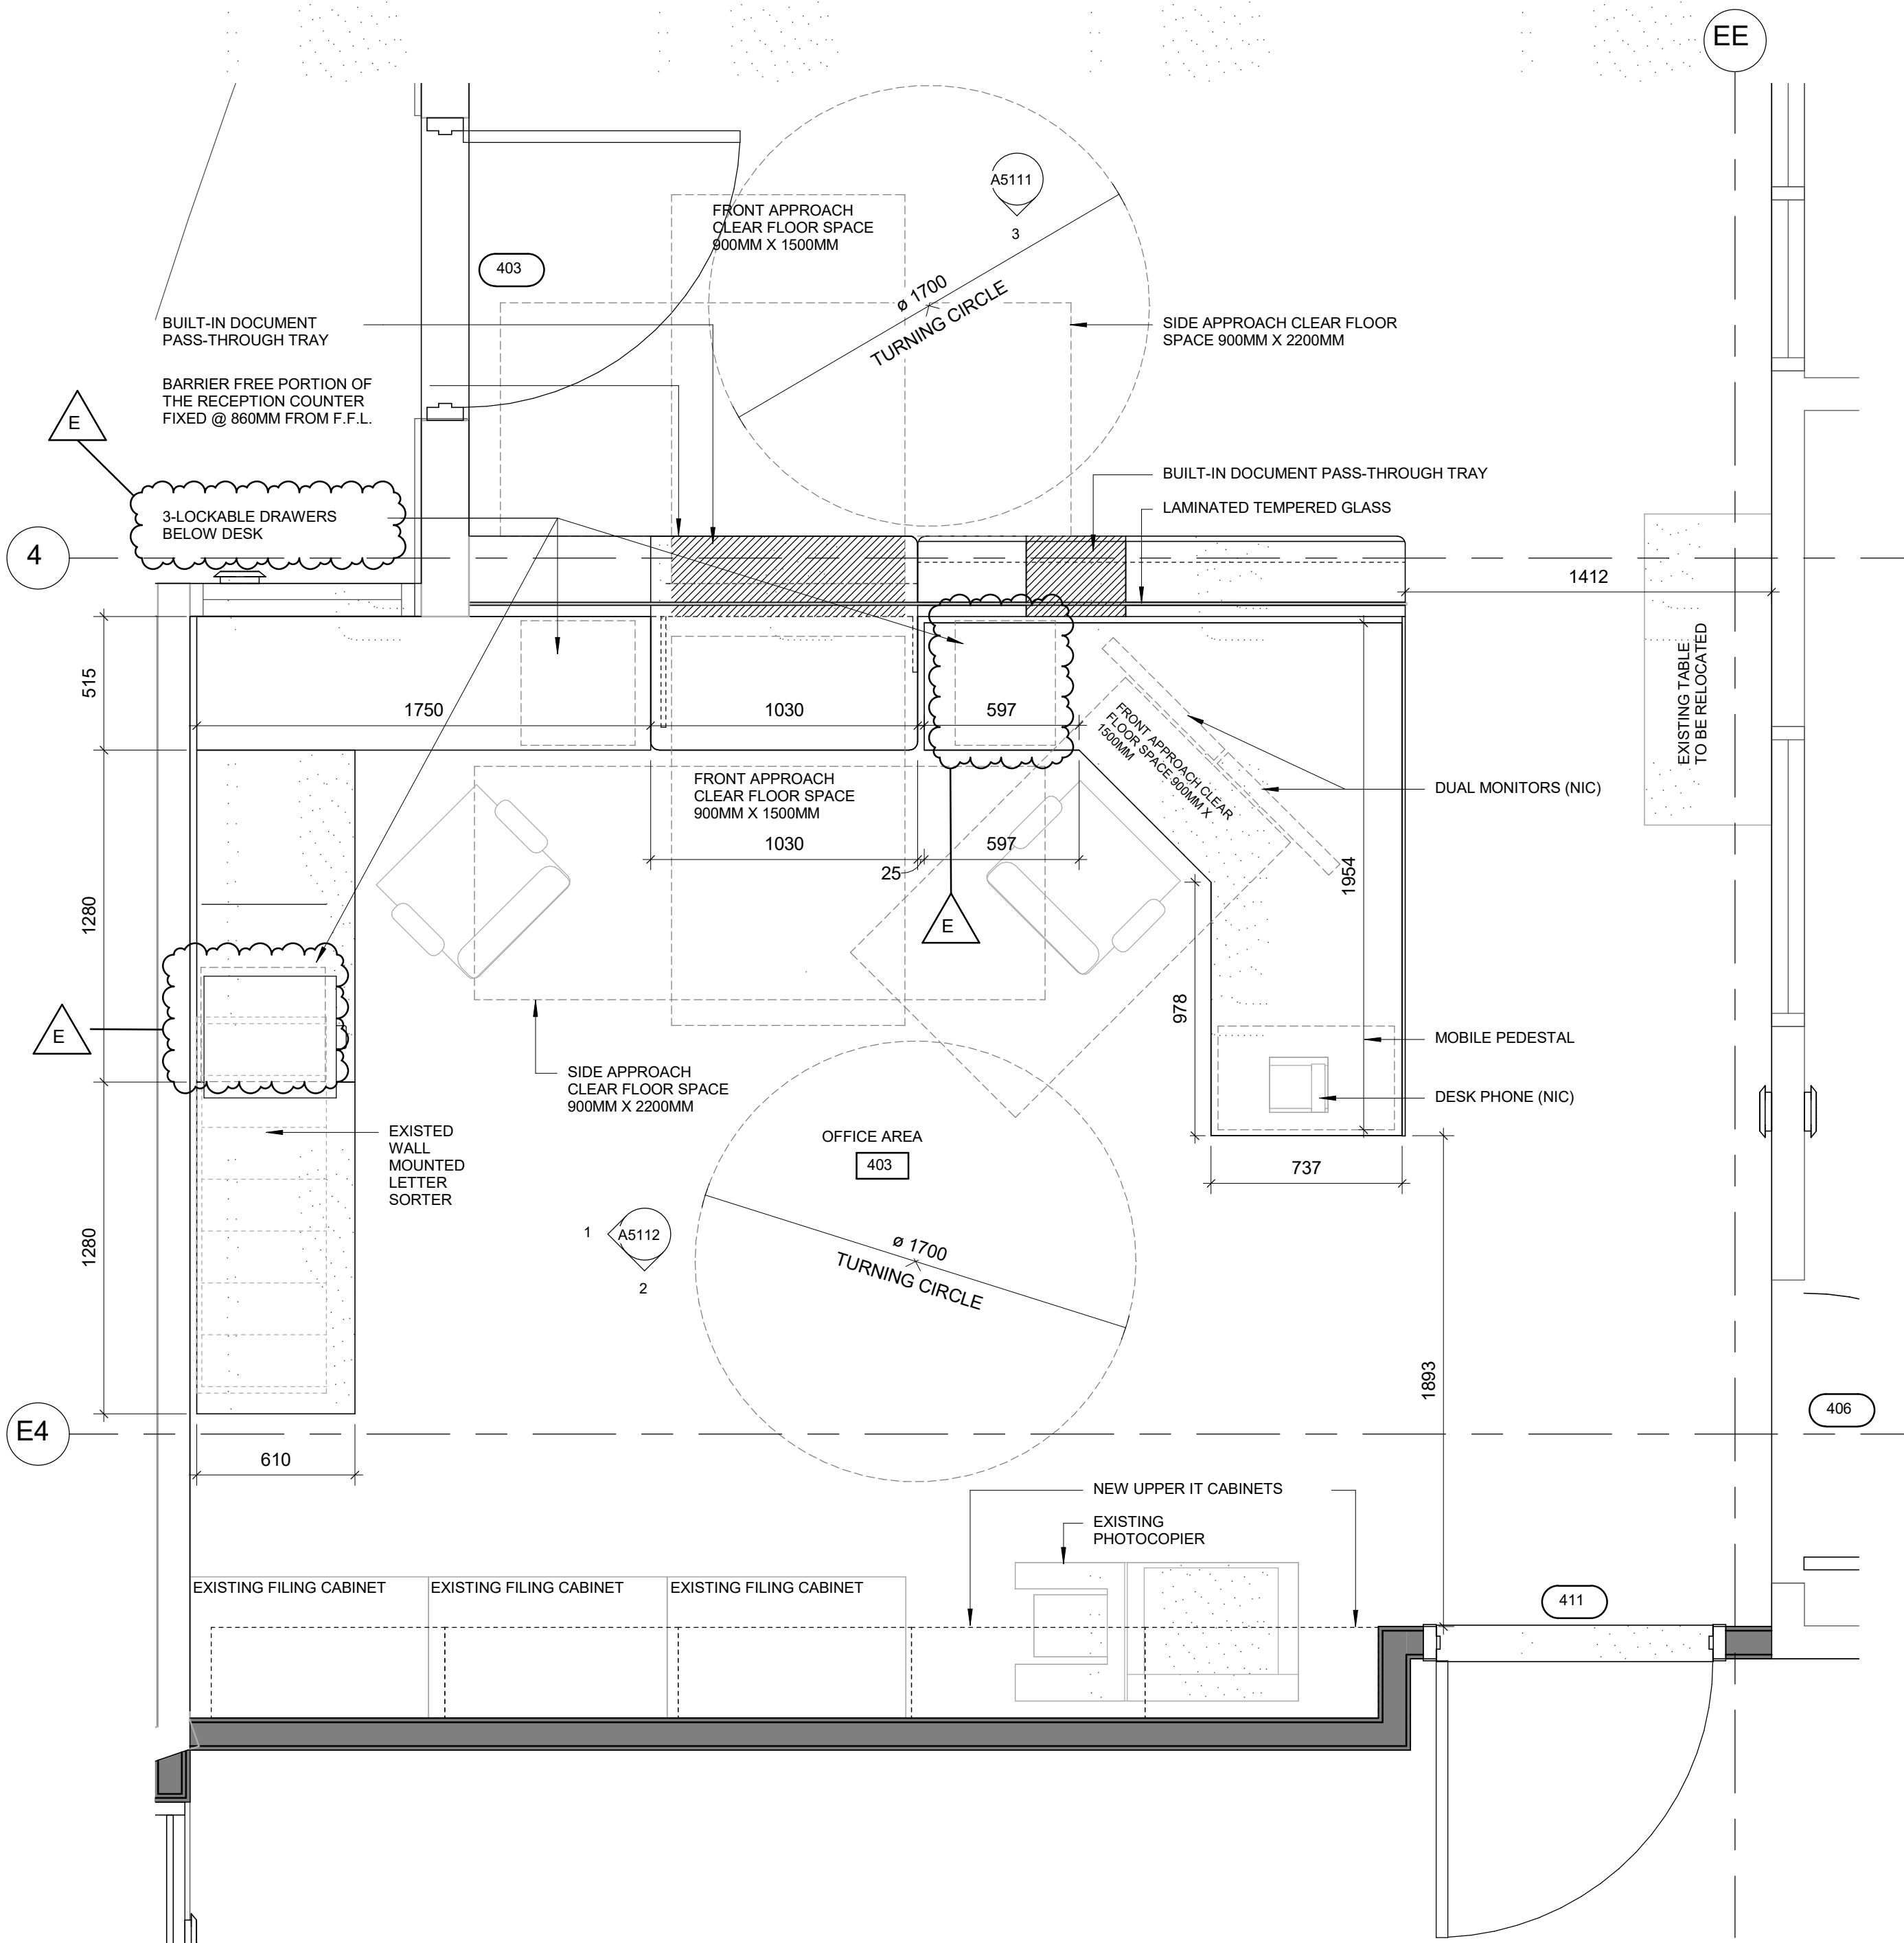 EE
A5111
3
FRONT APPROACH
CLEAR FLOOR SPACE
900MM X 1500MM
403
ø 1700
TURNING CIRCLE
BUILT-IN DOCUMENT
PASS-THROUGH TRAY
SIDE APPROACH CLEAR FLOOR
SPACE 900MM X 2200MM
BARRIER FREE PORTION OF
THE RECEPTION COUNTER
FIXED @ 860MM FROM F.F.L.
E
BUILT-IN DOCUMENT PASS-THROUGH TRAY
LAMINATED TEMPERED GLASS
3-LOCKABLE DRAWERS
BELOW DESK
4
1412
515
1750
1030
597
EXISTING TABLE
TO BE RELOCATED
FRONT APPROACH CLEAR
FLOOR SPACE 900MM X
1500MM
FRONT APPROACH
CLEAR FLOOR SPACE
900MM X 1500MM
DUAL MONITORS (NIC)
1030
597
25
1954
1280
E
978
E
MOBILE PEDESTAL
SIDE APPROACH
CLEAR FLOOR SPACE
900MM X 2200MM
DESK PHONE (NIC)
EXISTED
WALL
MOUNTED
LETTER
SORTER
OFFICE AREA
403
737
1280
1
A5112
2
ø 1700
TURNING CIRCLE
1893
406
E4
610
NEW UPPER IT CABINETS
EXISTING
PHOTOCOPIER
EXISTING FILING CABINET
EXISTING FILING CABINET
EXISTING FILING CABINET
411